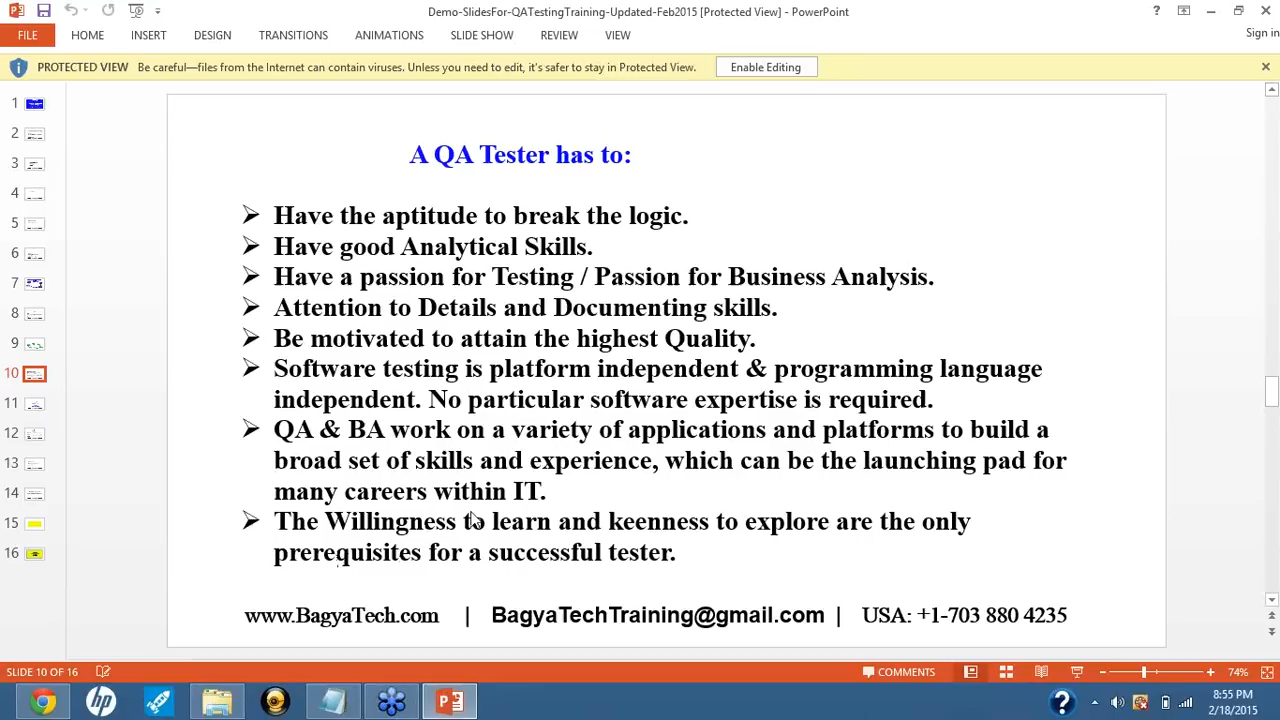 Demo-SlidesFor-QATestingTraining-Updated-Feb2015 [Protected View] - PowerPoint
?
FILE HOME INSERT DESIGN TRANSITIONS ANIMATIONS SLIDE SHOW REVIEW VIEW Sign in
PROTECTED VIEW Be careful—files from the Internet can contain viruses. Unless you need to edit, it's safer to stay in Protected View. Enable Editing
1
2
3
4
5
6
7
8
9
10
11
12
13
14
15
16
A QA Tester has to:
Have the aptitude to break the logic.
Have good Analytical Skills.
Have a passion for Testing / Passion for Business Analysis.
Attention to Details and Documenting skills.
Be motivated to attain the highest Quality.
Software testing is platform independent & programming language
independent. No particular software expertise is required.
QA & BA work on a variety of applications and platforms to build a
broad set of skills and experience, which can be the launching pad for
many careers within IT.
The Willingness to learn and keenness to explore are the only
prerequisites for a successful tester.
www.BagyaTech.com | BagyaTechTraining@gmail.com | USA: +1-703 880 4235
SLIDE 10 OF 16 COMMENTS 74%
8:55 PM
2/18/2015